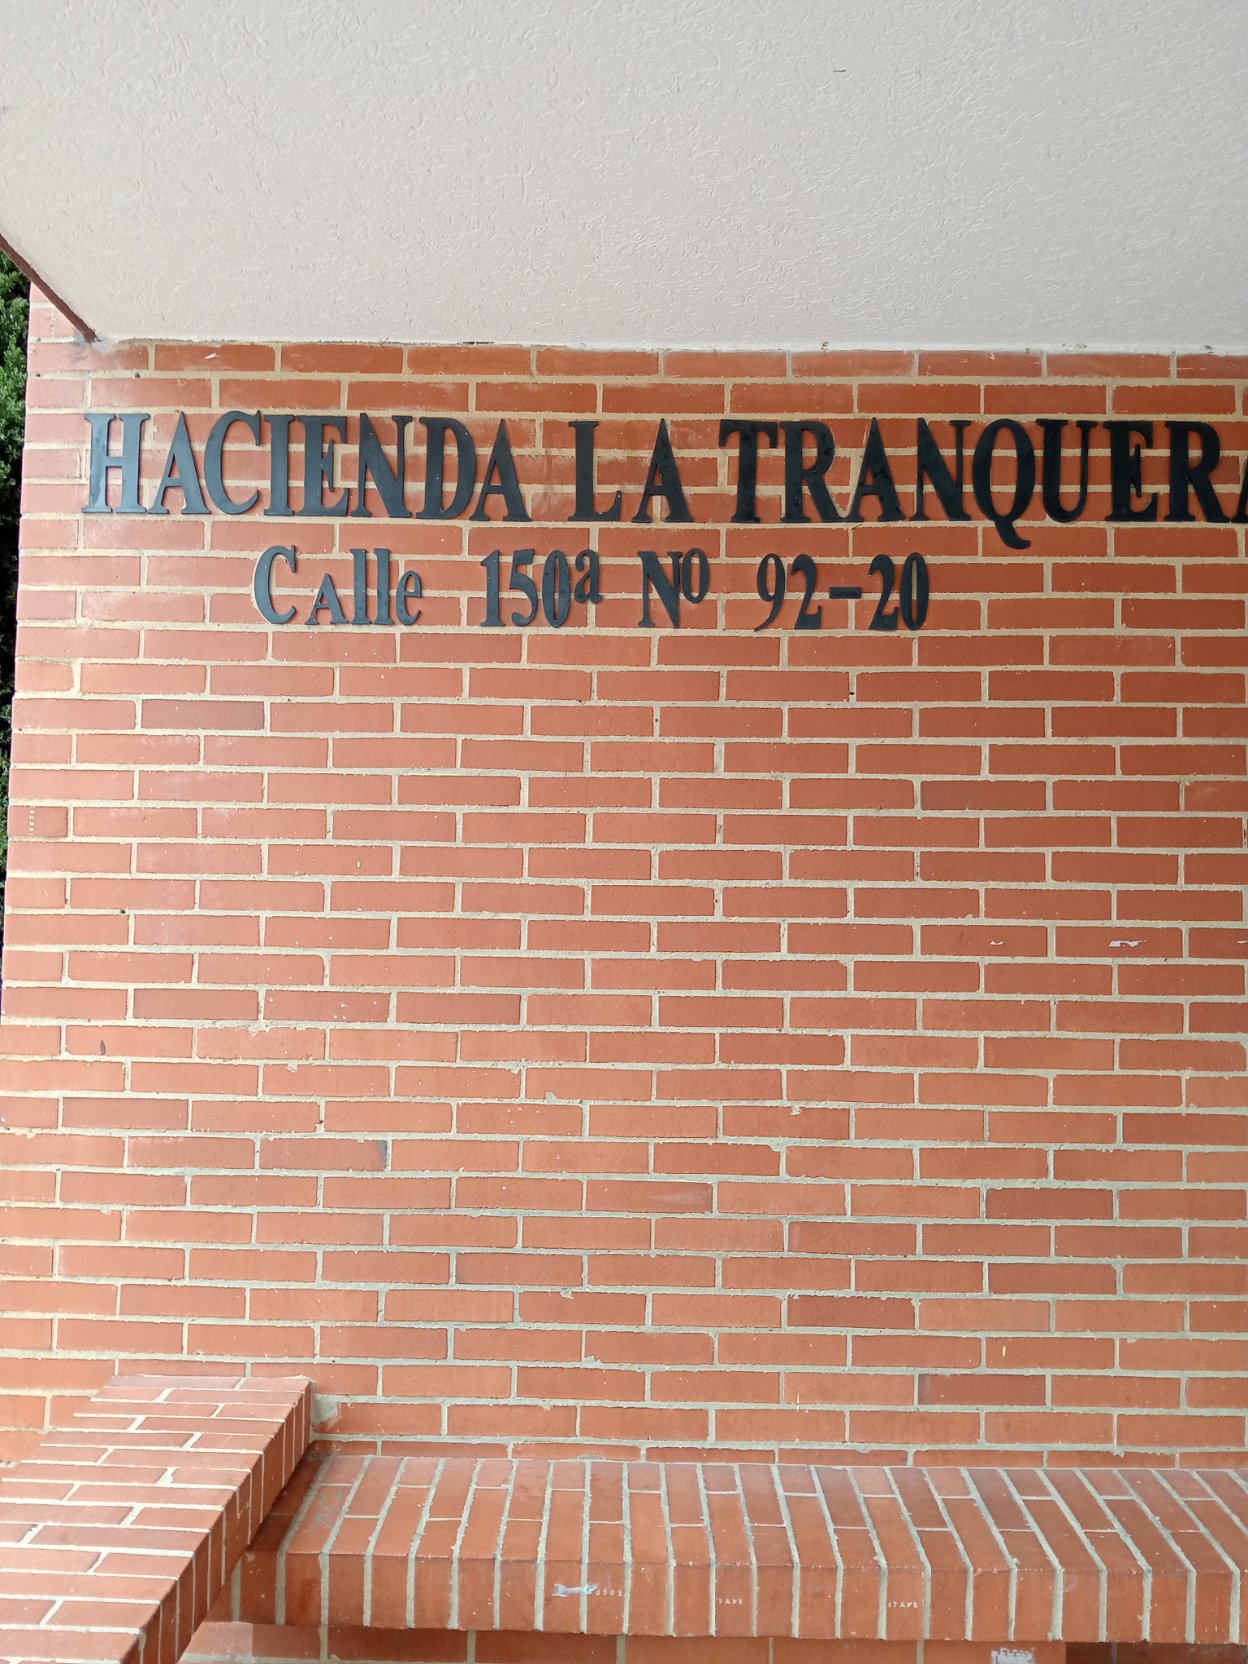 HACIENDA LA TRANQUERA
Calle 150a No 92-20